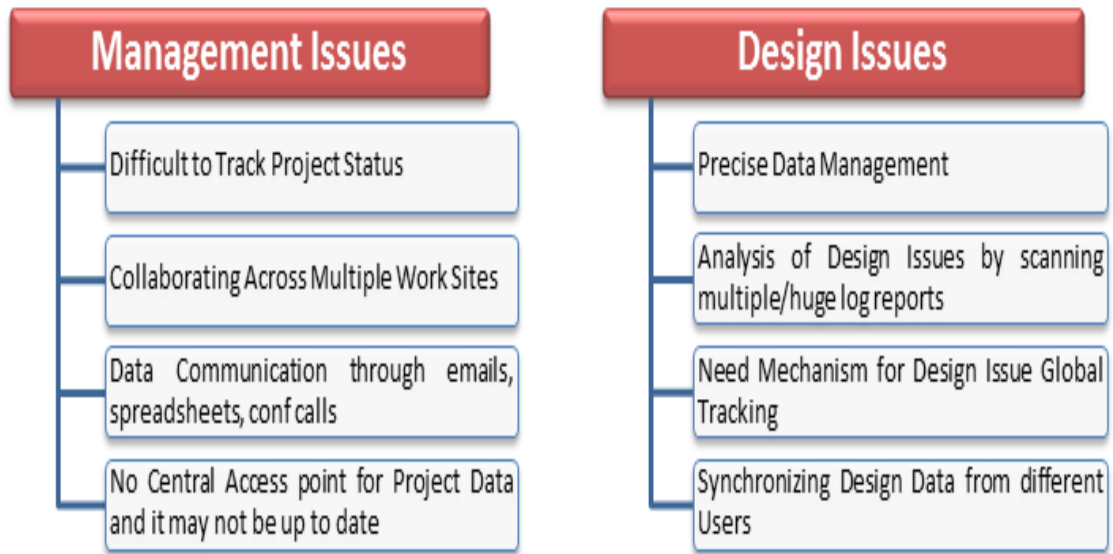 Management Issues
Difficult to Track Project Status
Collaborating Across Multiple Work Sites
Data Communication through emails,
spreadsheets, conf calls
No Central Access point for Project Data
and it may not be up to date
Design Issues
Precise Data Management
Analysis of Design Issues by scanning
multiple/huge log reports
Need Mechanism for Design Issue Global
Tracking
Synchronizing Design Data from different
Users